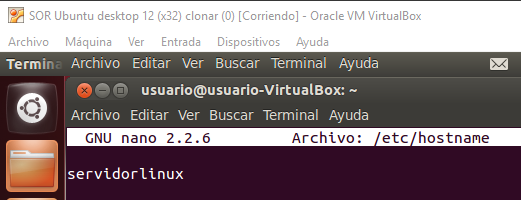 SOR Ubuntu desktop 12 (x32) clonar (0) [Corriendo] - Oracle VM VirtualBox
Archivo Máquina Ver Entrada Dispositivos Ayuda
Termina Archivo Editar Ver Buscar Terminal Ayuda
usuario@usuario-VirtualBox: ~
Archivo Editar Ver Buscar Terminal Ayuda
GNU nano 2.2.6 Archivo: /etc/hostname
servidorlinux